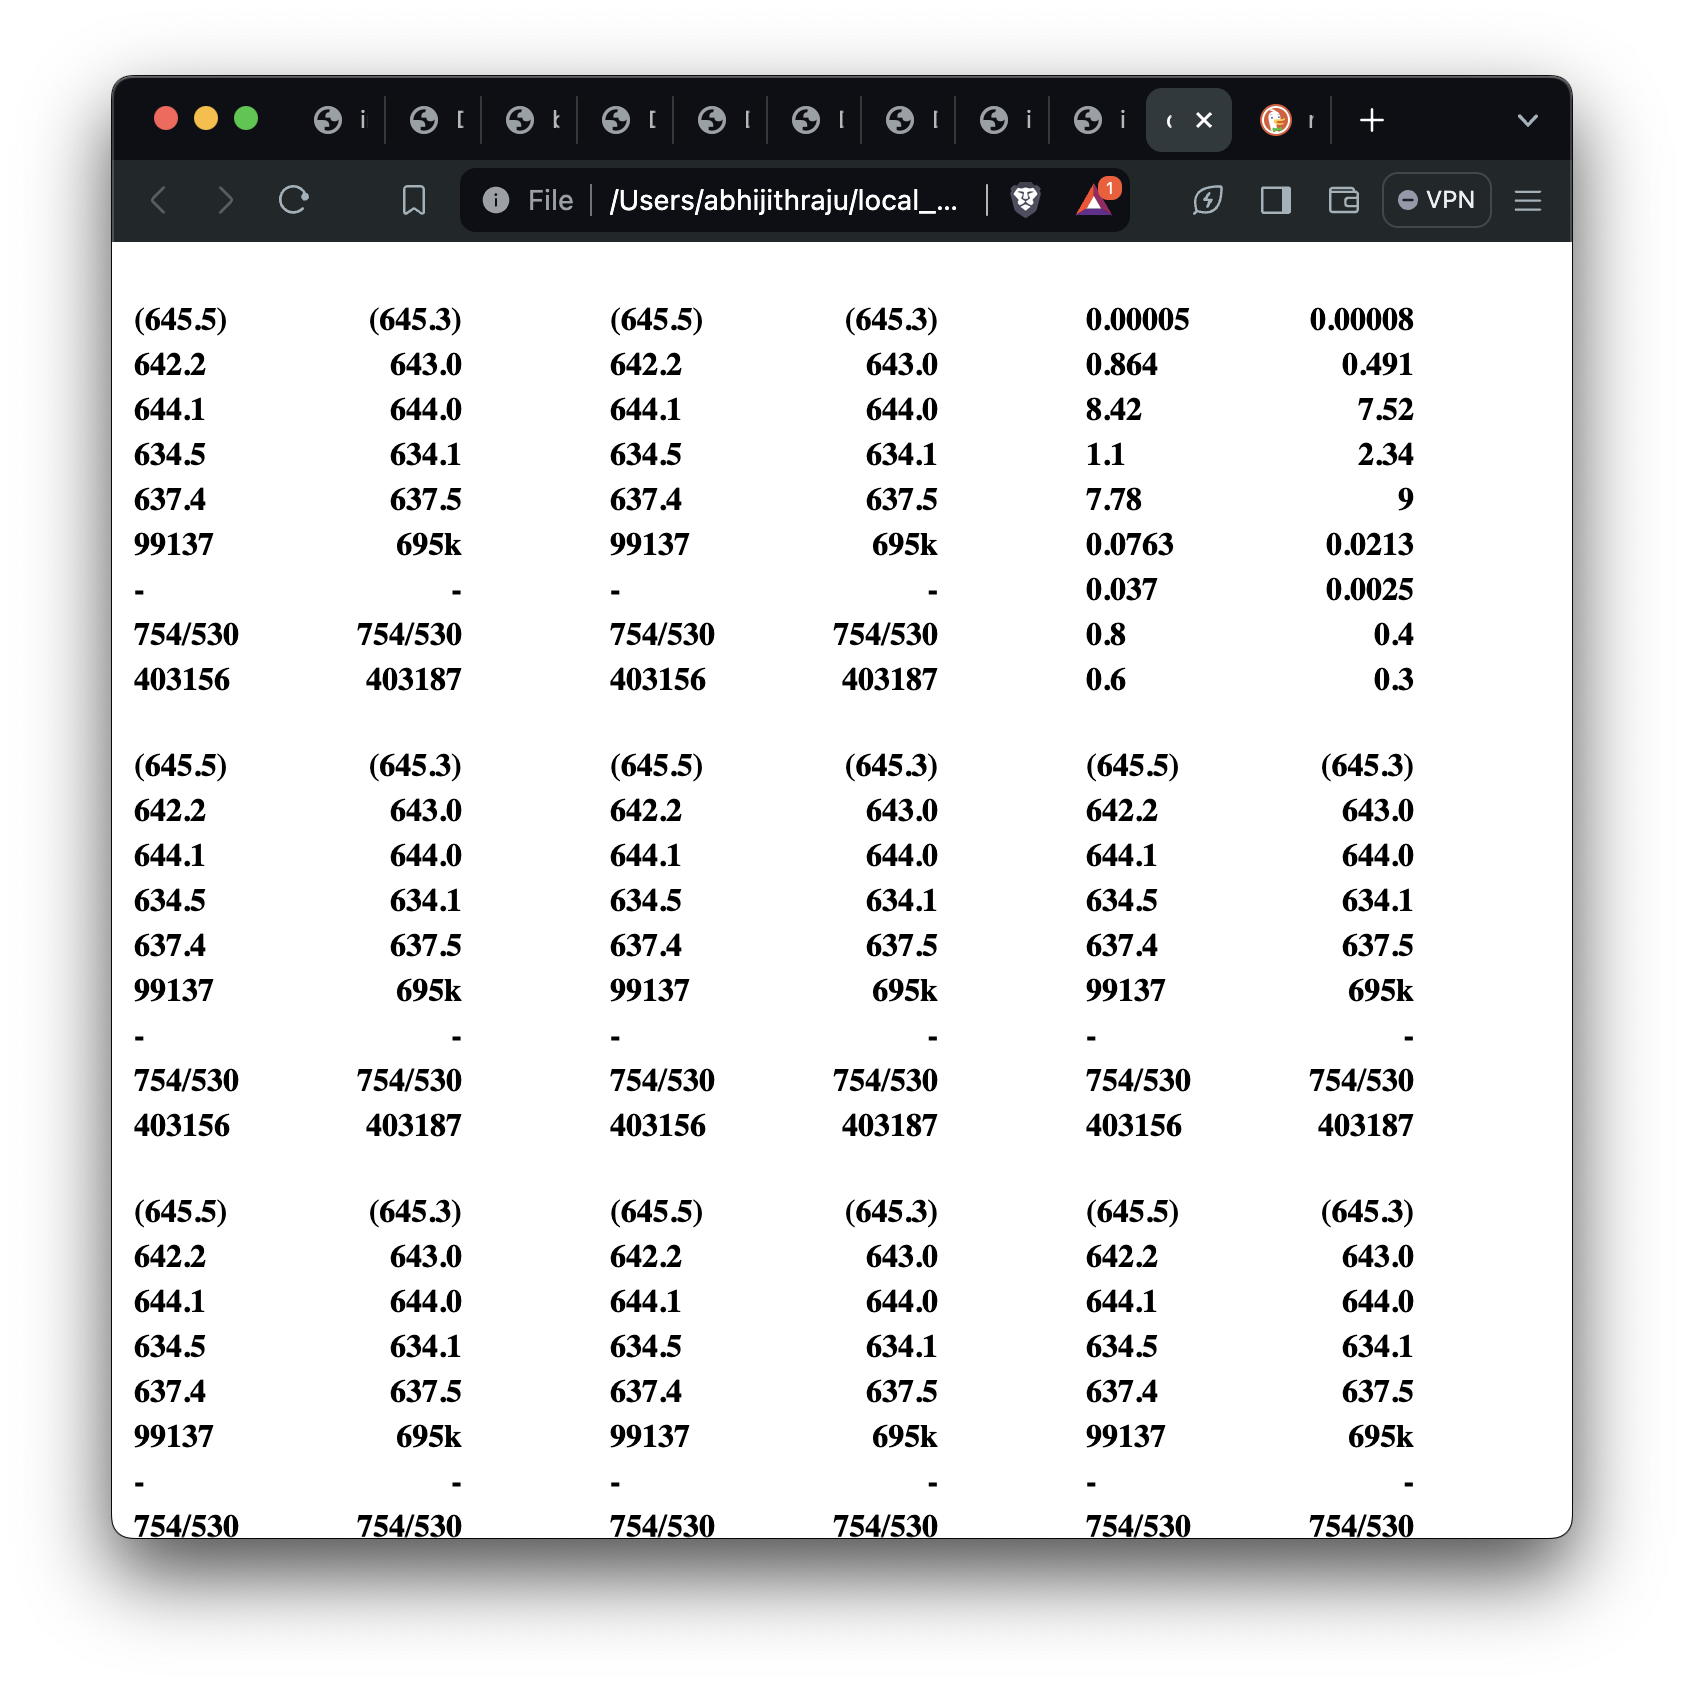 File /Users/abhijithraju/local_... 1 VPN
(645.5) (645.3) (645.5) (645.3) 0.00005 0.00008
642.2 643.0 642.2 643.0 0.864 0.491
644.1 644.0 644.1 644.0 8.42 7.52
634.5 634.1 634.5 634.1 1.1 2.34
637.4 637.5 637.4 637.5 7.78 9
99137 695k 99137 695k 0.0763 0.0213
- - - - 0.037 0.0025
754/530 754/530 754/530 754/530 0.8 0.4
403156 403187 403156 403187 0.6 0.3
(645.5) (645.3) (645.5) (645.3) (645.5) (645.3)
642.2 643.0 642.2 643.0 642.2 643.0
644.1 644.0 644.1 644.0 644.1 644.0
634.5 634.1 634.5 634.1 634.5 634.1
637.4 637.5 637.4 637.5 637.4 637.5
99137 695k 99137 695k 99137 695k
- - - - - -
754/530 754/530 754/530 754/530 754/530 754/530
403156 403187 403156 403187 403156 403187
(645.5) (645.3) (645.5) (645.3) (645.5) (645.3)
642.2 643.0 642.2 643.0 642.2 643.0
644.1 644.0 644.1 644.0 644.1 644.0
634.5 634.1 634.5 634.1 634.5 634.1
637.4 637.5 637.4 637.5 637.4 637.5
99137 695k 99137 695k 99137 695k
- - - - - -
754/530 754/530 754/530 754/530 754/530 754/530